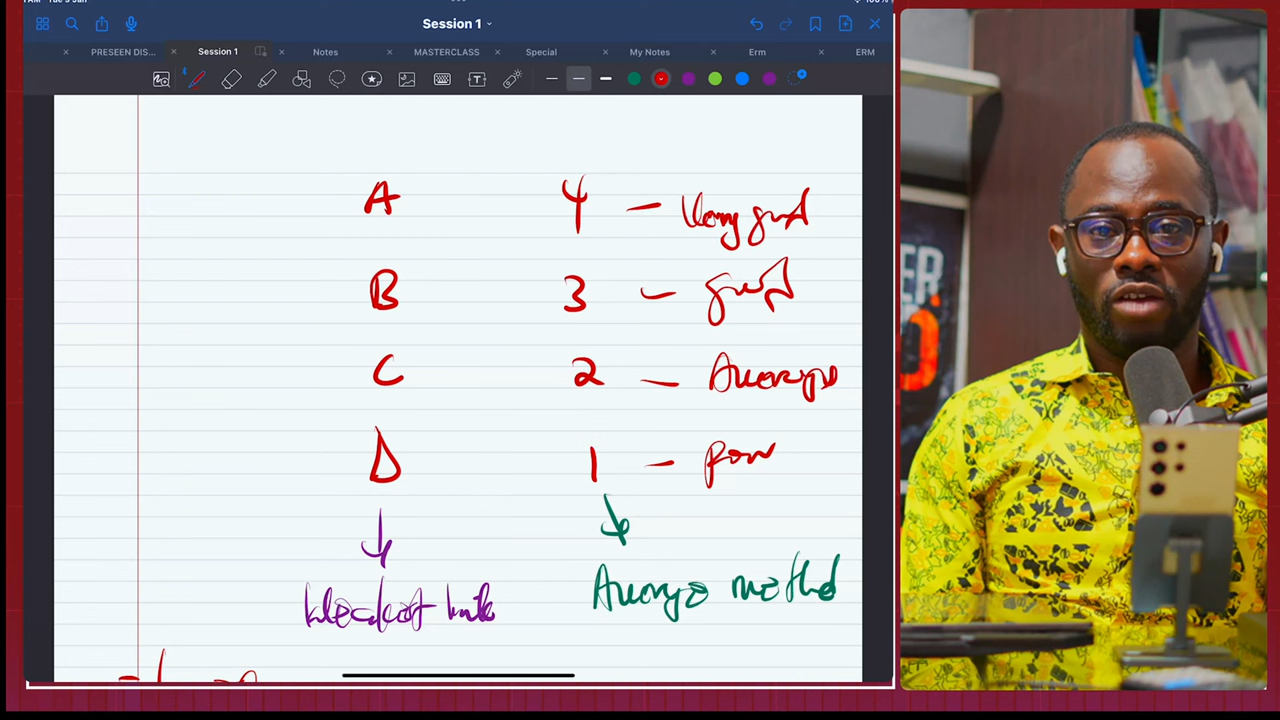 Session 1
PRESEEN DIS... Session 1 Notes MASTERCLASS Special My Notes Erm ERM
A 4 – Very good
B 3 – good
C 2 – Average
D 1 – poor
Average method